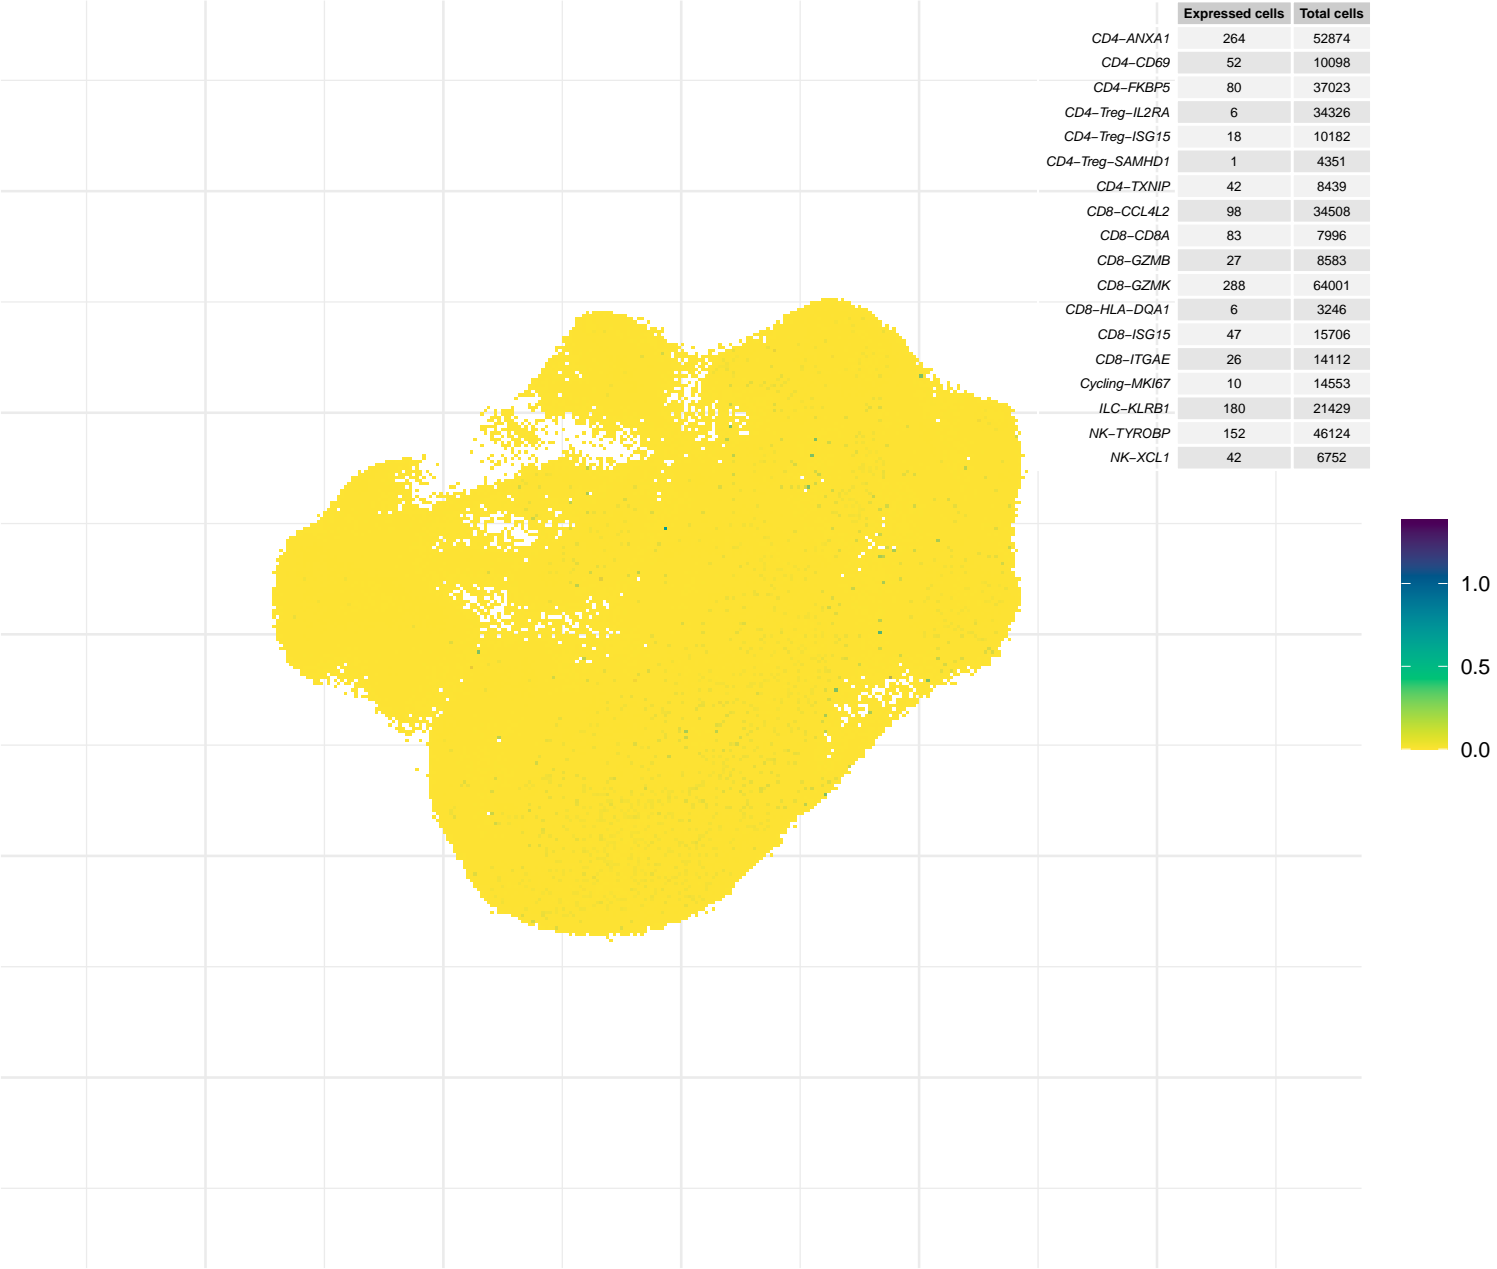 Expressed cells Total cells
CD4−ANXA1 264 52874
CD4−CD69 52 10098
CD4−FKBP5 80 37023
CD4−Treg−IL2RA 6 34326
CD4−Treg−ISG15 18 10182
CD4−Treg−SAMHD1 1 4351
CD4−TXNIP 42 8439
CD8−CCL4L2 98 34508
CD8−CD8A 83 7996
CD8−GZMB 27 8583
CD8−GZMK 288 64001
CD8−HLA−DQA1 6 3246
CD8−ISG15 47 15706
CD8−ITGAE 26 14112
Cycling−MKI67 10 14553
ILC−KLRB1 180 21429
NK−TYROBP 152 46124
NK−XCL1 42 6752
1.0
0.5
0.0